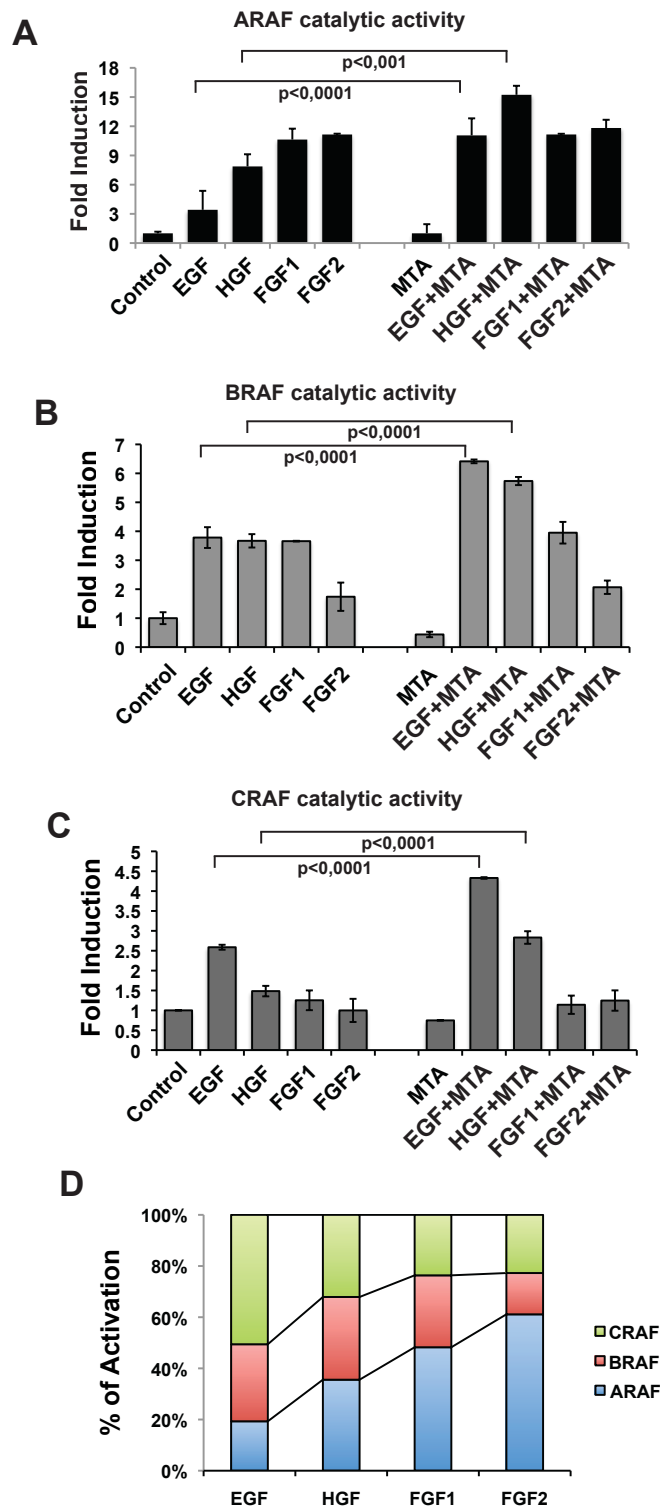 A
ARAF catalytic activity
p<0,001
p<0,0001
Fold Induction
18
15
12
9
6
3
0
Control
EGF
HGF
FGF1
FGF2
MTA
EGF+MTA
HGF+MTA
FGF1+MTA
FGF2+MTA
B
BRAF catalytic activity
p<0,0001
p<0,0001
Fold Induction
7
6
5
4
3
2
1
0
Control
EGF
HGF
FGF1
FGF2
MTA
EGF+MTA
HGF+MTA
FGF1+MTA
FGF2+MTA
C
CRAF catalytic activity
p<0,0001
p<0,0001
Fold Induction
5
4.5
3.5
3
2.5
2
1.5
1
0.5
0
Control
EGF
HGF
FGF1
FGF2
MTA
EGF+MTA
HGF+MTA
FGF1+MTA
FGF2+MTA
D
% of Activation
100%
80%
60%
40%
20%
0%
EGF
HGF
FGF1
FGF2
CRAF
BRAF
ARAF